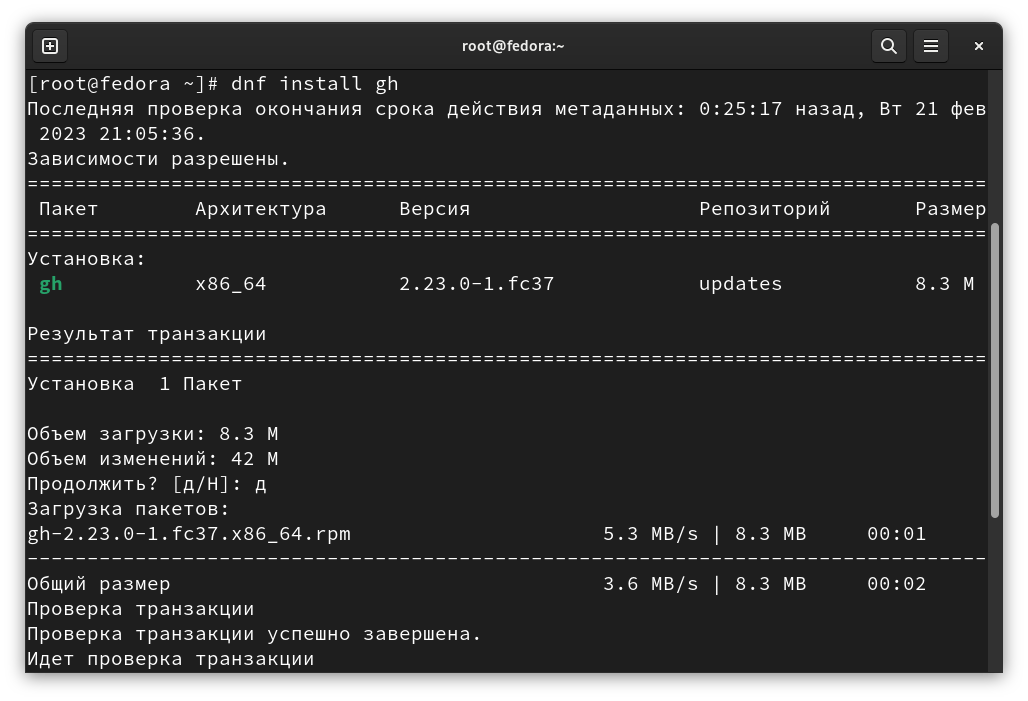 root@fedora:~
[root@fedora ~]# dnf install gh
Последняя проверка окончания срока действия метаданных: 0:25:17 назад, Вт 21 фев
2023 21:05:36.
Зависимости разрешены.
================================================================================
Пакет Архитектура Версия Репозиторий Размер
================================================================================
Установка:
gh x86_64 2.23.0-1.fc37 updates 8.3 M
Результат транзакции
================================================================================
Установка 1 Пакет
Объем загрузки: 8.3 M
Объем изменений: 42 M
Продолжить? [д/Н]: д
Загрузка пакетов:
gh-2.23.0-1.fc37.x86_64.rpm 5.3 MB/s | 8.3 MB 00:01
--------------------------------------------------------------------------------
Общий размер 3.6 MB/s | 8.3 MB 00:02
Проверка транзакции
Проверка транзакции успешно завершена.
Идет проверка транзакции